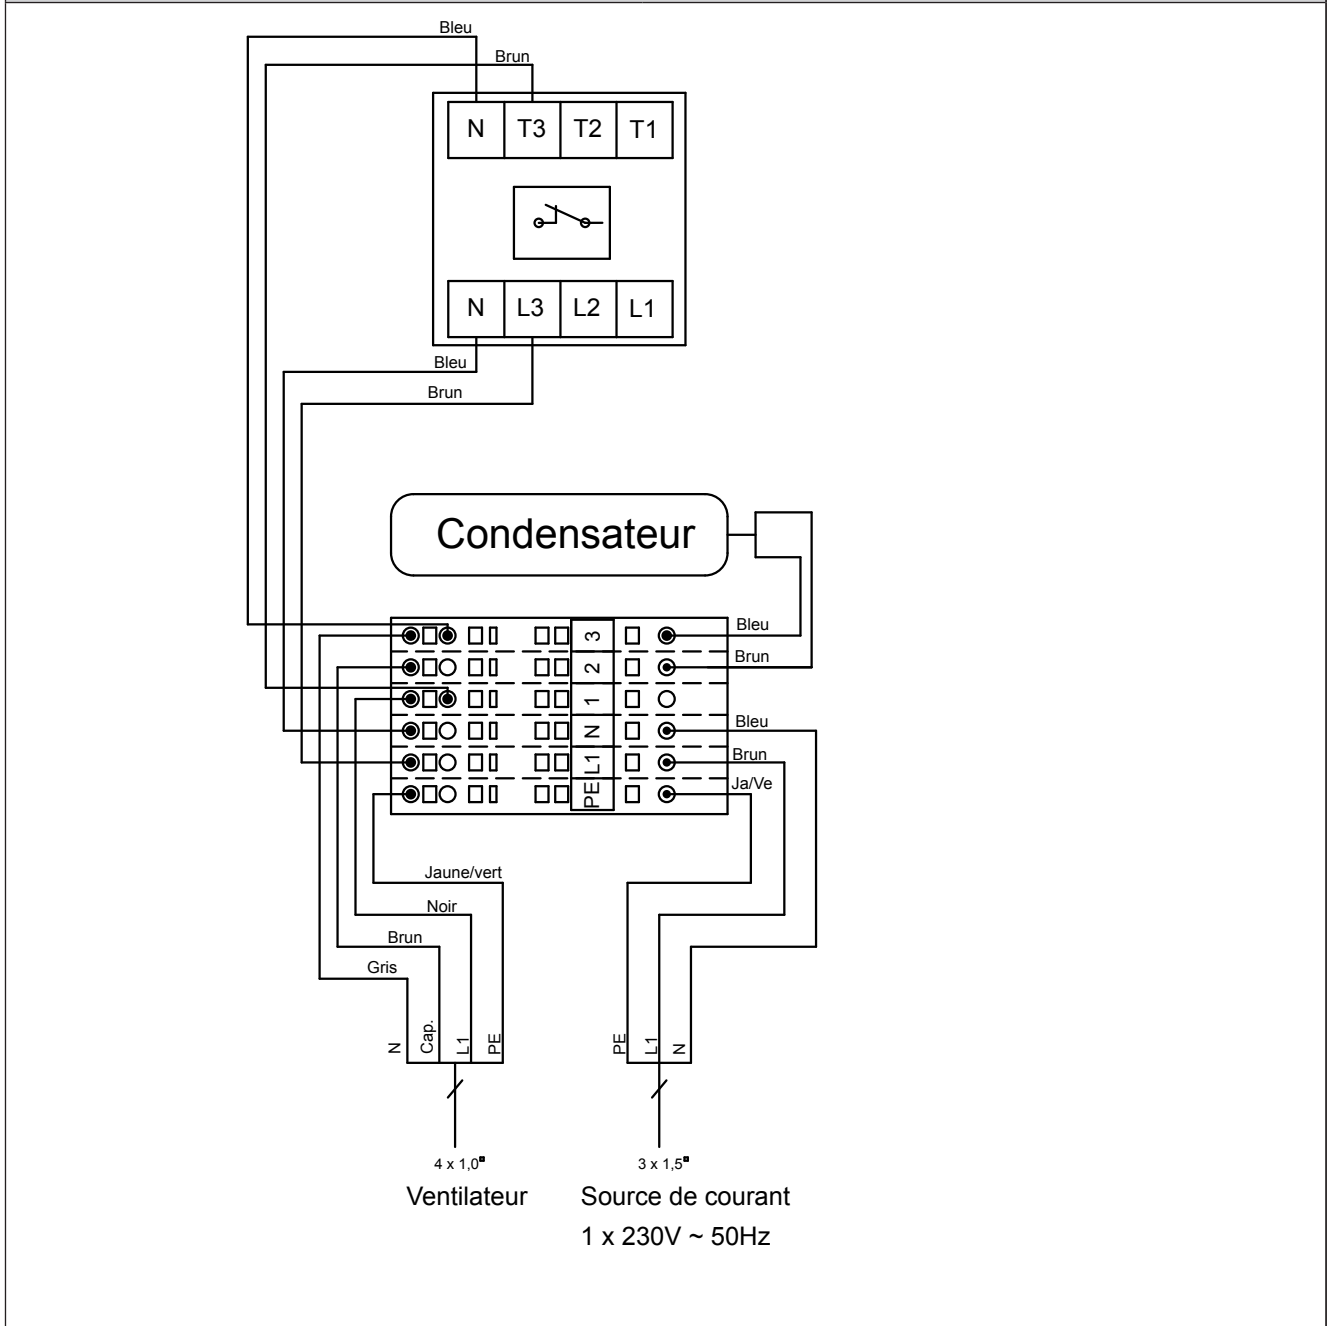 Bleu
Brun
N T3 T2 T1
N L3 L2 L1
Bleu
Brun
Condensateur
3 Bleu
2 Brun
1
N Bleu
L1 Brun
PE Ja/Ve
Jaune/vert
Noir
Brun
Gris
N Cap. L1 PE
PE L1 N
4 x 1,0¤
3 x 1,5¤
Ventilateur
Source de courant
1 x 230V ~ 50Hz